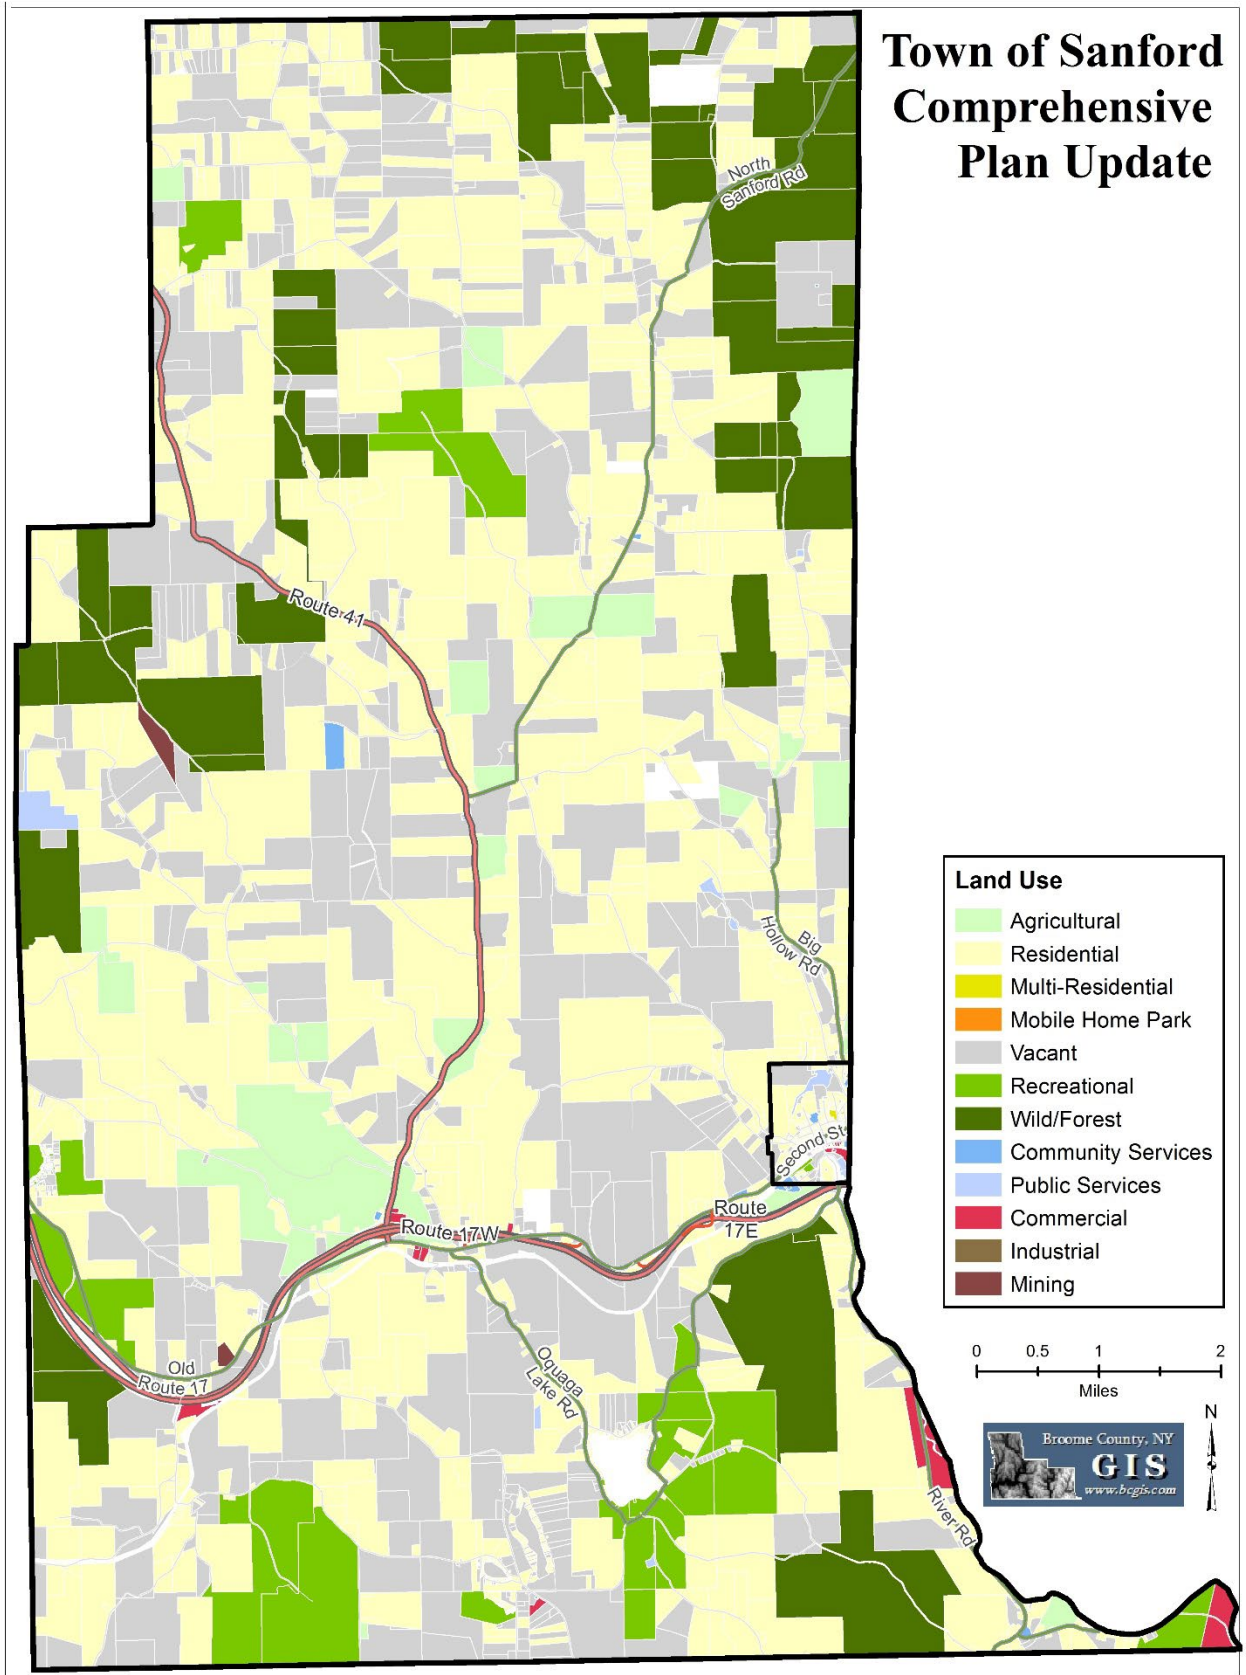 Town of Sanford
Comprehensive
Plan Update
North
Sanford Rd
Route 41
Big
Hollow Rd
Second St
Route
17E
Route 17W
Old
Route 17
Oquaga
Lake Rd
River Rd
Land Use
Agricultural
Residential
Multi-Residential
Mobile Home Park
Vacant
Recreational
Wild/Forest
Community Services
Public Services
Commercial
Industrial
Mining
0 0.5 1 2
Miles
N
Broome County, NY
GIS
www.bcgis.com